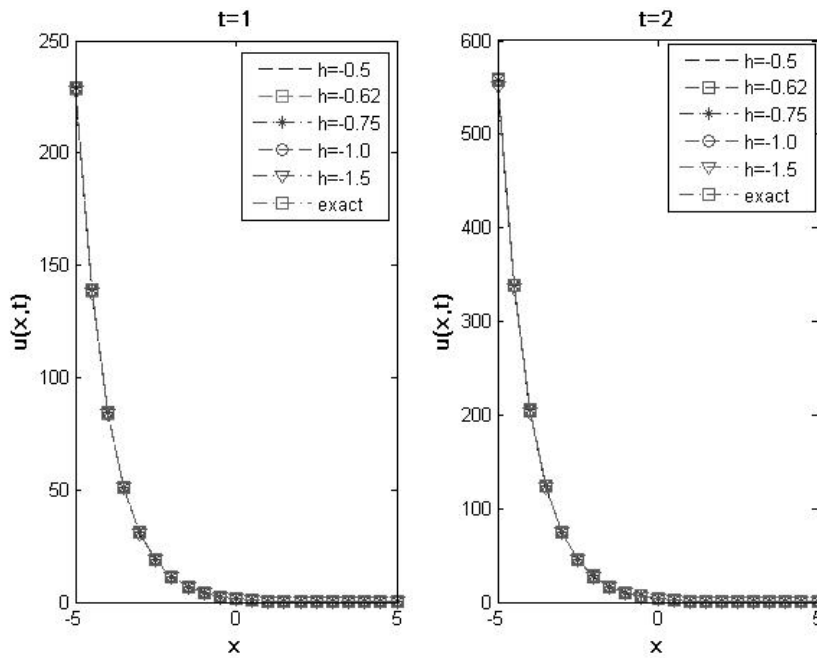 t=1
250
200
150
100
50
0
-5
0
5
x
u(x,t)
h=-0.5
h=-0.62
h=-0.75
h=-1.0
h=-1.5
exact
t=2
600
500
400
300
200
100
0
-5
0
5
x
u(x,t)
h=-0.5
h=-0.62
h=-0.75
h=-1.0
h=-1.5
exact